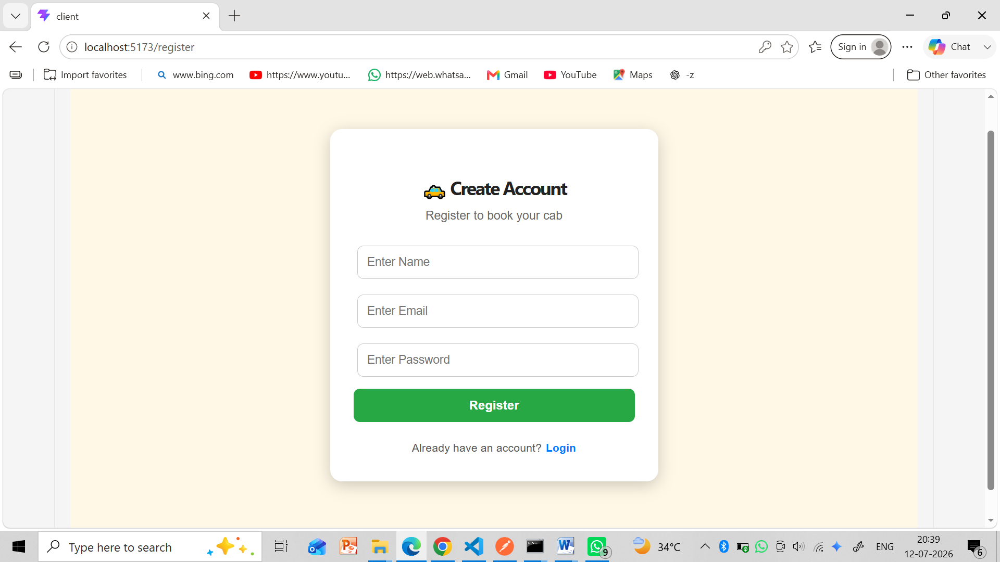 client
localhost:5173/register
Sign in
Chat
Import favorites
www.bing.com
https://www.youtu...
https://web.whatsa...
Gmail
YouTube
Maps
-z
Other favorites
Create Account
Register to book your cab
Enter Name
Enter Email
Enter Password
Register
Already have an account? Login
Type here to search
9
34°C
ENG
20:39
12-07-2026
6